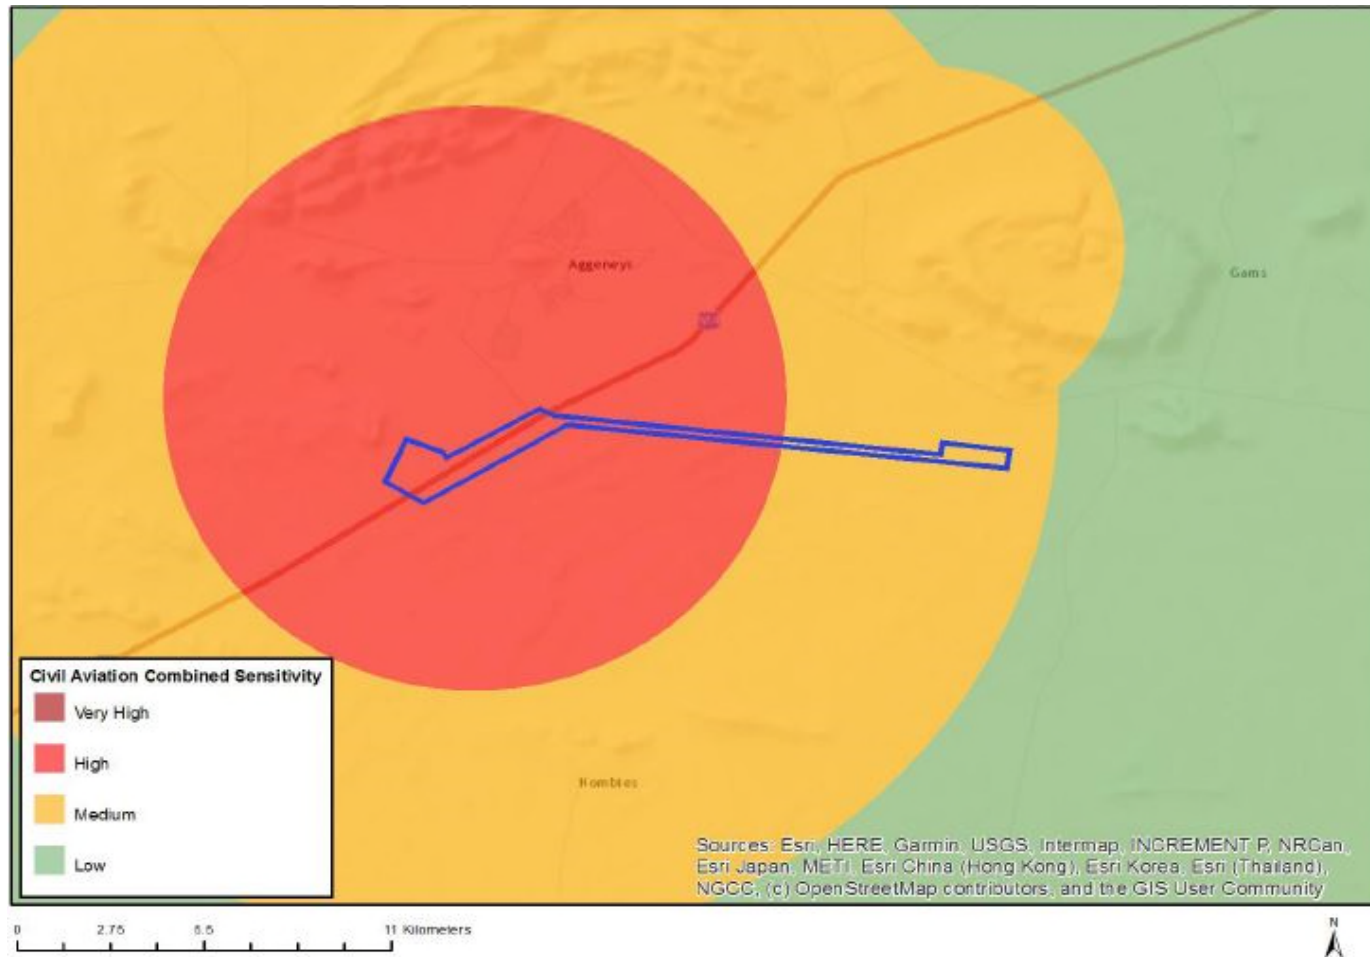 Aggeneys
Gams
Civil Aviation Combined Sensitivity
Very High
High
Medium
Low
Kombies
Sources: Esri, HERE, Garmin, USGS, Intermap, INCREMENT P, NRCan,
Esri Japan, METI, Esri China (Hong Kong), Esri Korea, Esri (Thailand),
NGCC, (c) OpenStreetMap contributors, and the GIS User Community
0 2.75 5.5 11 Kilometers
N